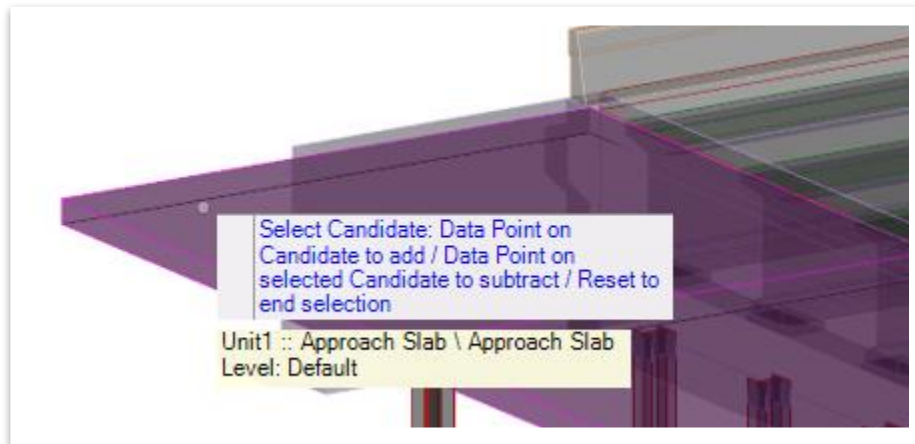 Select Candidate: Data Point on
Candidate to add / Data Point on
selected Candidate to subtract / Reset to
end selection
Unit1 :: Approach Slab \ Approach Slab
Level: Default